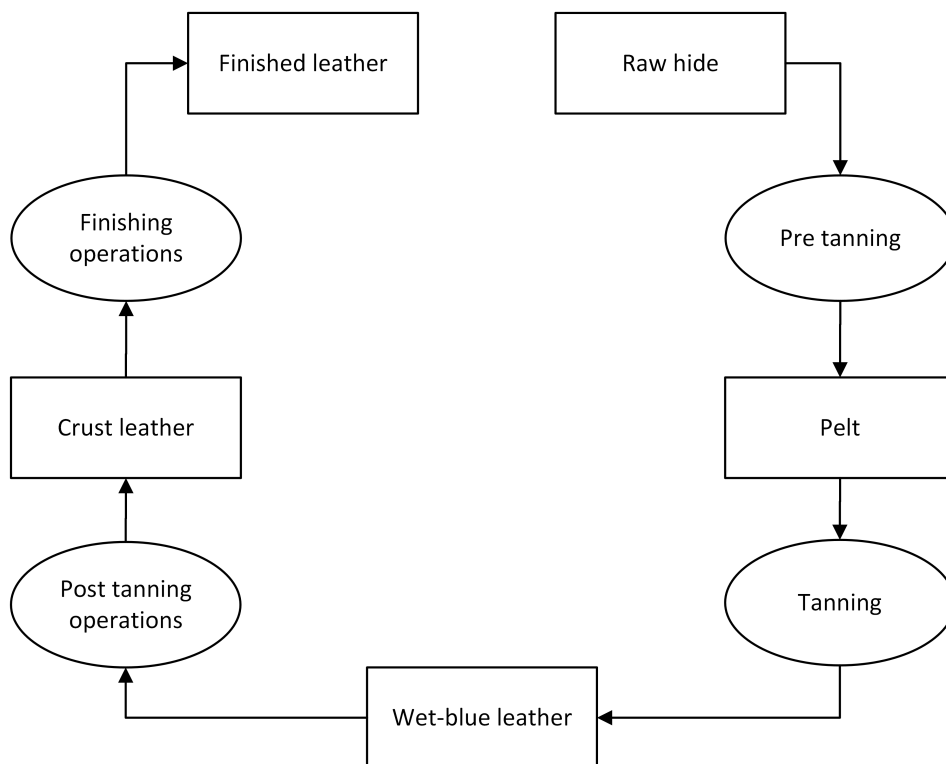 Finished leather
Raw hide
Finishing
operations
Pre tanning
Crust leather
Pelt
Post tanning
operations
Tanning
Wet-blue leather